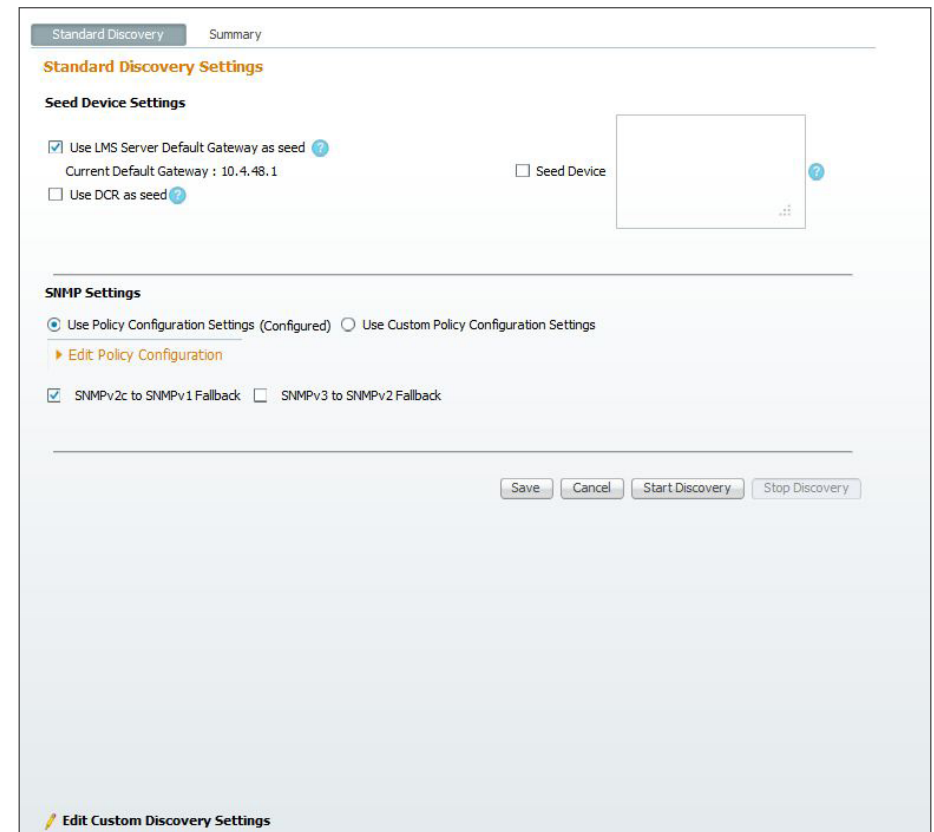 Standard Discovery Summary
Standard Discovery Settings
Seed Device Settings
Use LMS Server Default Gateway as seed ?
Current Default Gateway : 10.4.48.1
Seed Device ?
Use DCR as seed ?
SNMP Settings
Use Policy Configuration Settings (Configured) Use Custom Policy Configuration Settings
Edit Policy Configuration
SNMPv2c to SNMPv1 Fallback SNMPv3 to SNMPv2 Fallback
Save Cancel Start Discovery Stop Discovery
Edit Custom Discovery Settings